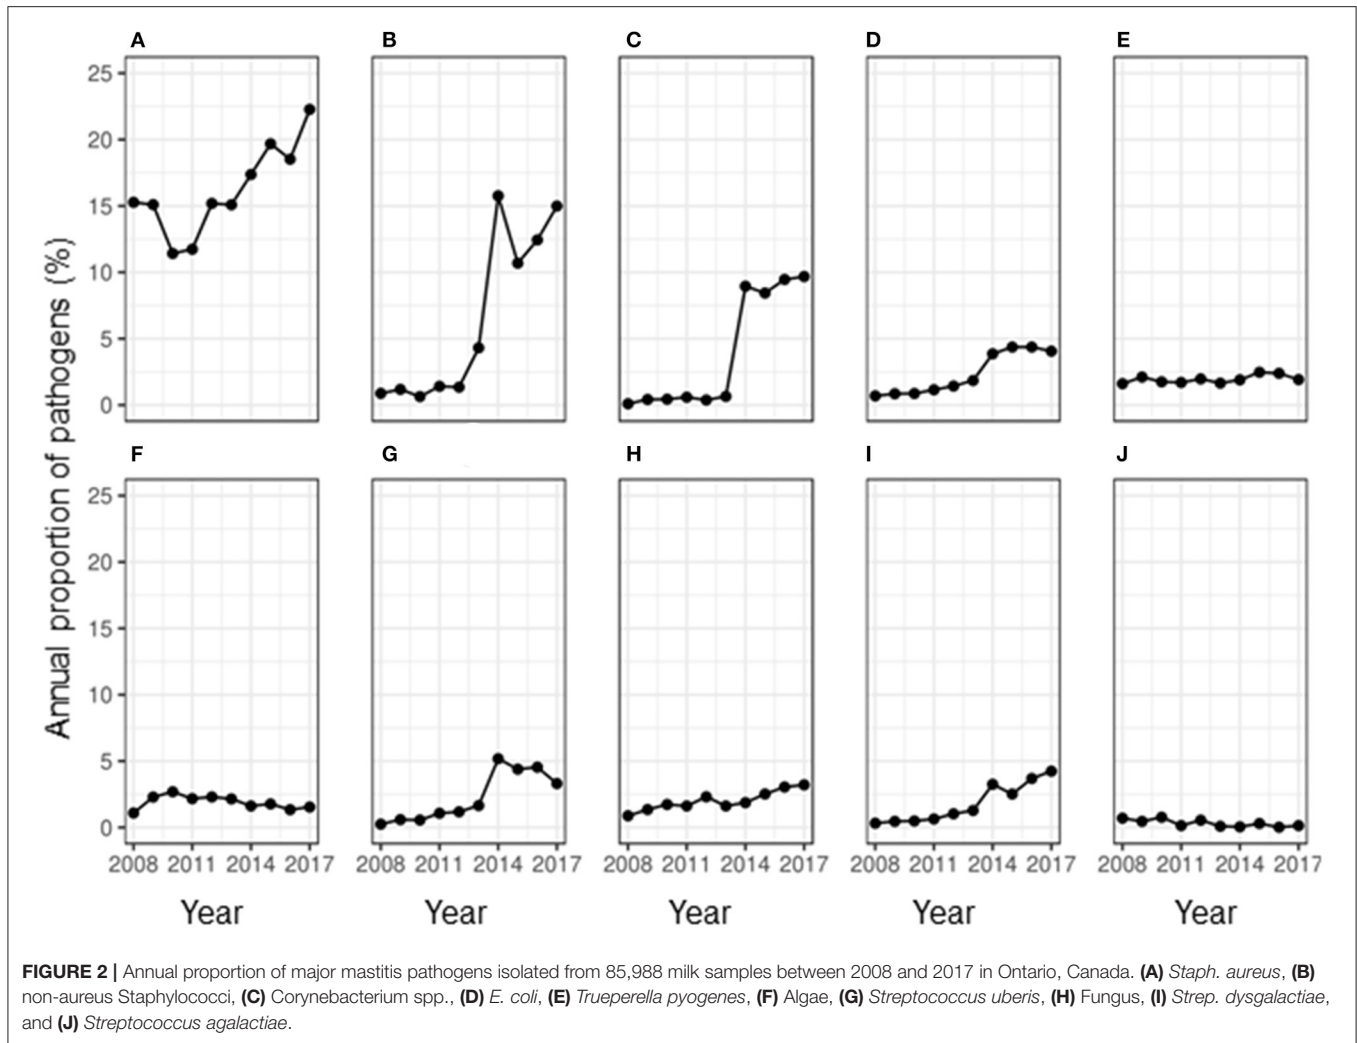 A B C D E
25
20
15
10
5
0
Annual proportion of pathogens (%)
F G H I J
25
20
15
10
5
0
2008 2011 2014 2017 2008 2011 2014 2017 2008 2011 2014 2017 2008 2011 2014 2017 2008 2011 2014 2017
Year Year Year Year Year
FIGURE 2 | Annual proportion of major mastitis pathogens isolated from 85,988 milk samples between 2008 and 2017 in Ontario, Canada. (A) Staph. aureus, (B)
non-aureus Staphylococci, (C) Corynebacterium spp., (D) E. coli, (E) Trueperella pyogenes, (F) Algae, (G) Streptococcus uberis, (H) Fungus, (I) Strep. dysgalactiae,
and (J) Streptococcus agalactiae.